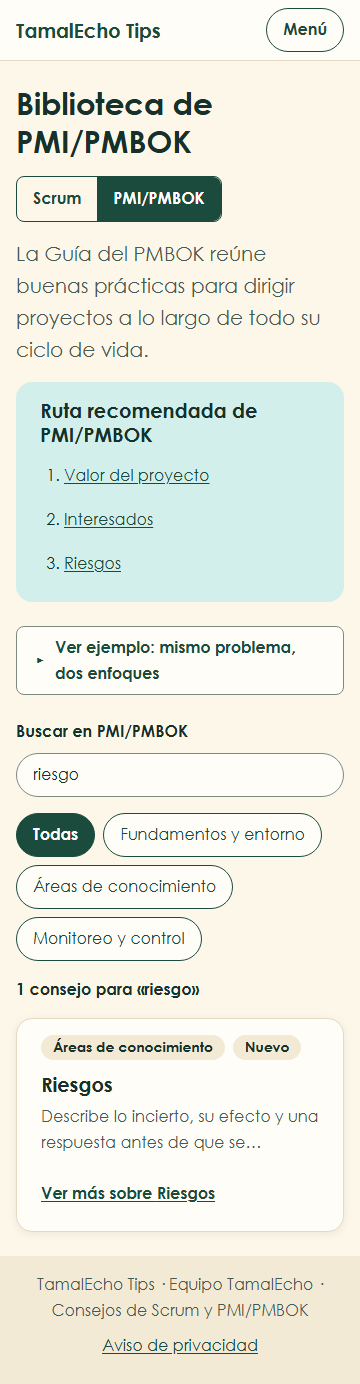 TamalEcho Tips
Menú
Biblioteca de
PMI/PMBOK
Scrum
PMI/PMBOK
La Guía del PMBOK reúne
buenas prácticas para dirigir
proyectos a lo largo de todo su
ciclo de vida.
Ruta recomendada de
PMI/PMBOK
1. Valor del proyecto
2. Interesados
3. Riesgos
Ver ejemplo: mismo problema,
dos enfoques
Buscar en PMI/PMBOK
riesgo
Todas
Fundamentos y entorno
Áreas de conocimiento
Monitoreo y control
1 consejo para «riesgo»
Áreas de conocimiento
Nuevo
Riesgos
Describe lo incierto, su efecto y una
respuesta antes de que se...
Ver más sobre Riesgos
TamalEcho Tips · Equipo TamalEcho ·
Consejos de Scrum y PMI/PMBOK
Aviso de privacidad